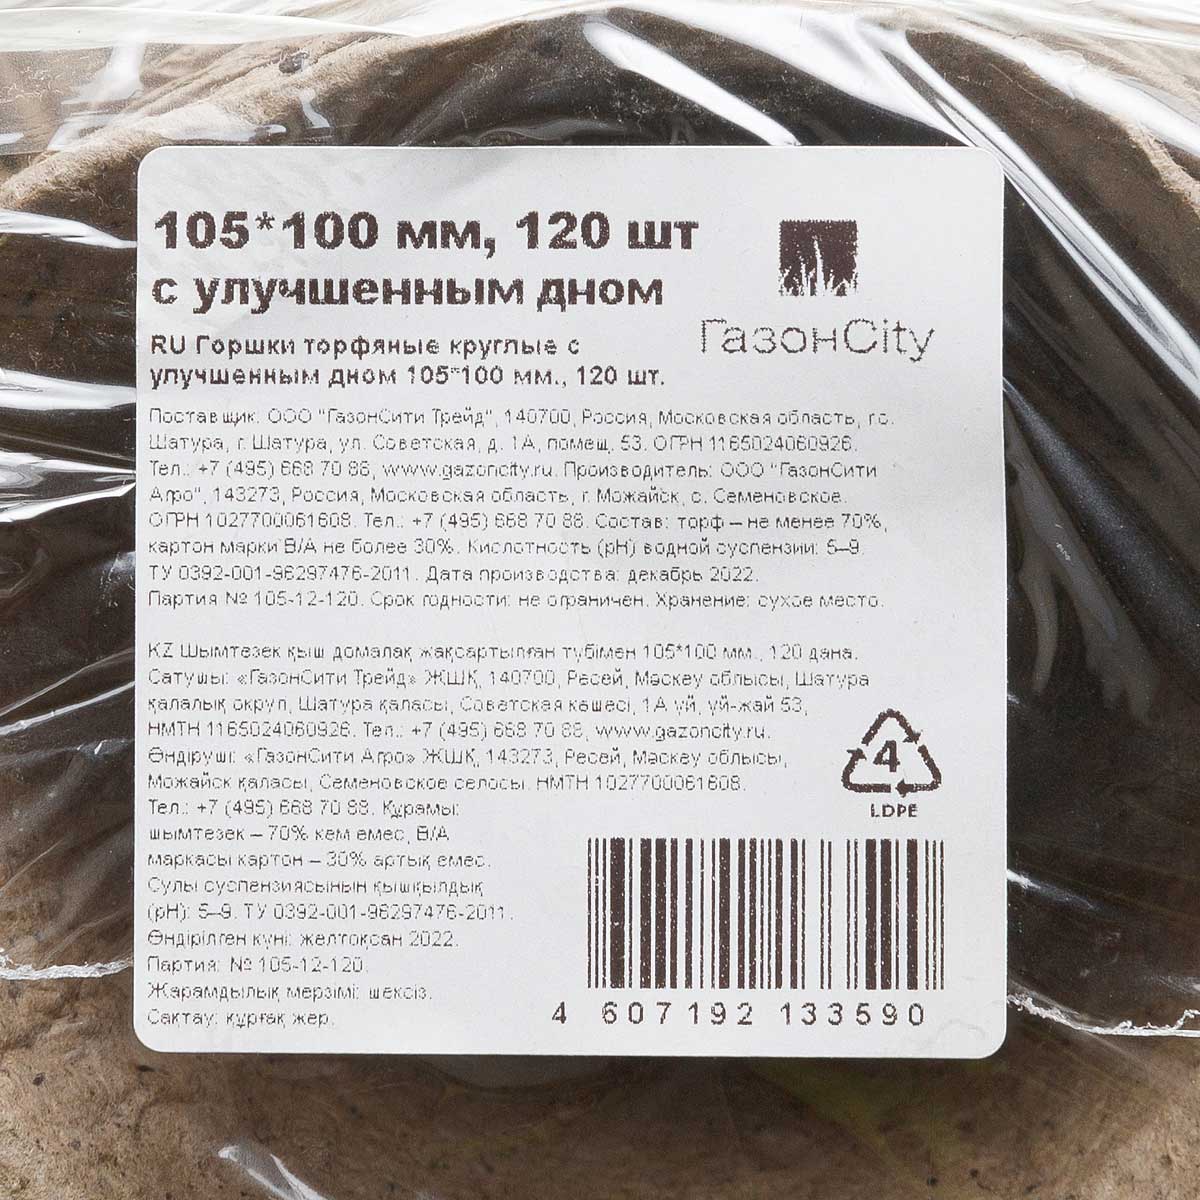 105*100 мм, 120 шт
с улучшенным дном
ГазонCity
RU Горшки торфяные круглые с
улучшенным дном 105*100 мм., 120 шт.
Поставщик: ООО "ГазонСити Трейд", 140700, Россия, Московская область, го.
Шатура, г. Шатура, ул. Советская, д. 1А, помещ. 53. ОГРН 1165024060926.
Тел.: +7 (495) 668 70 88, www.gazoncity.ru. Производитель: ООО "ГазонСити
Агро", 143273, Россия, Московская область, г. Можайск, с. Семеновское.
ОГРН 1027700061608. Тел.: +7 (495) 668 70 88. Состав: торф – не менее 70%,
картон марки В/А не более 30%. Кислотность (pH) водной суспензии: 5–9.
ТУ 0392-001-96297476-2011. Дата производства: декабрь 2022.
Партия № 105-12-120. Срок годности: не ограничен. Хранение: сухое место.
KZ Шымтезек қыш домалақ жақсартылған түбімен 105*100 мм., 120 дана.
Сатушы: «ГазонСити Трейд» ЖШҚ, 140700, Ресей, Мәскеу облысы, Шатура
қалалық округ, Шатура қаласы, Советская көшесі, 1А үй, үй-жай 53,
НМТН 1165024060926. Тел.: +7 (495) 668 70 88, www.gazoncity.ru.
Өндіруші: «ГазонСити Агро» ЖШҚ, 143273, Ресей, Мәскеу облысы,
Можайск қаласы, Семеновское селосы. НМТН 1027700061608.
Тел.: +7 (495) 668 70 88. Құрамы:
шымтезек – 70% кем емес, В/А
маркасы картон – 30% артық емес.
Сулы суспензиясының қышқылдық
(pH): 5–9. ТУ 0392-001-96297476-2011.
Өндірілген күні: желтоқсан 2022.
Партия: № 105-12-120.
Жарамдылық мерзімі: шексіз.
Сақтау: құрғақ жер.
4
LDPE
4 607192 133590